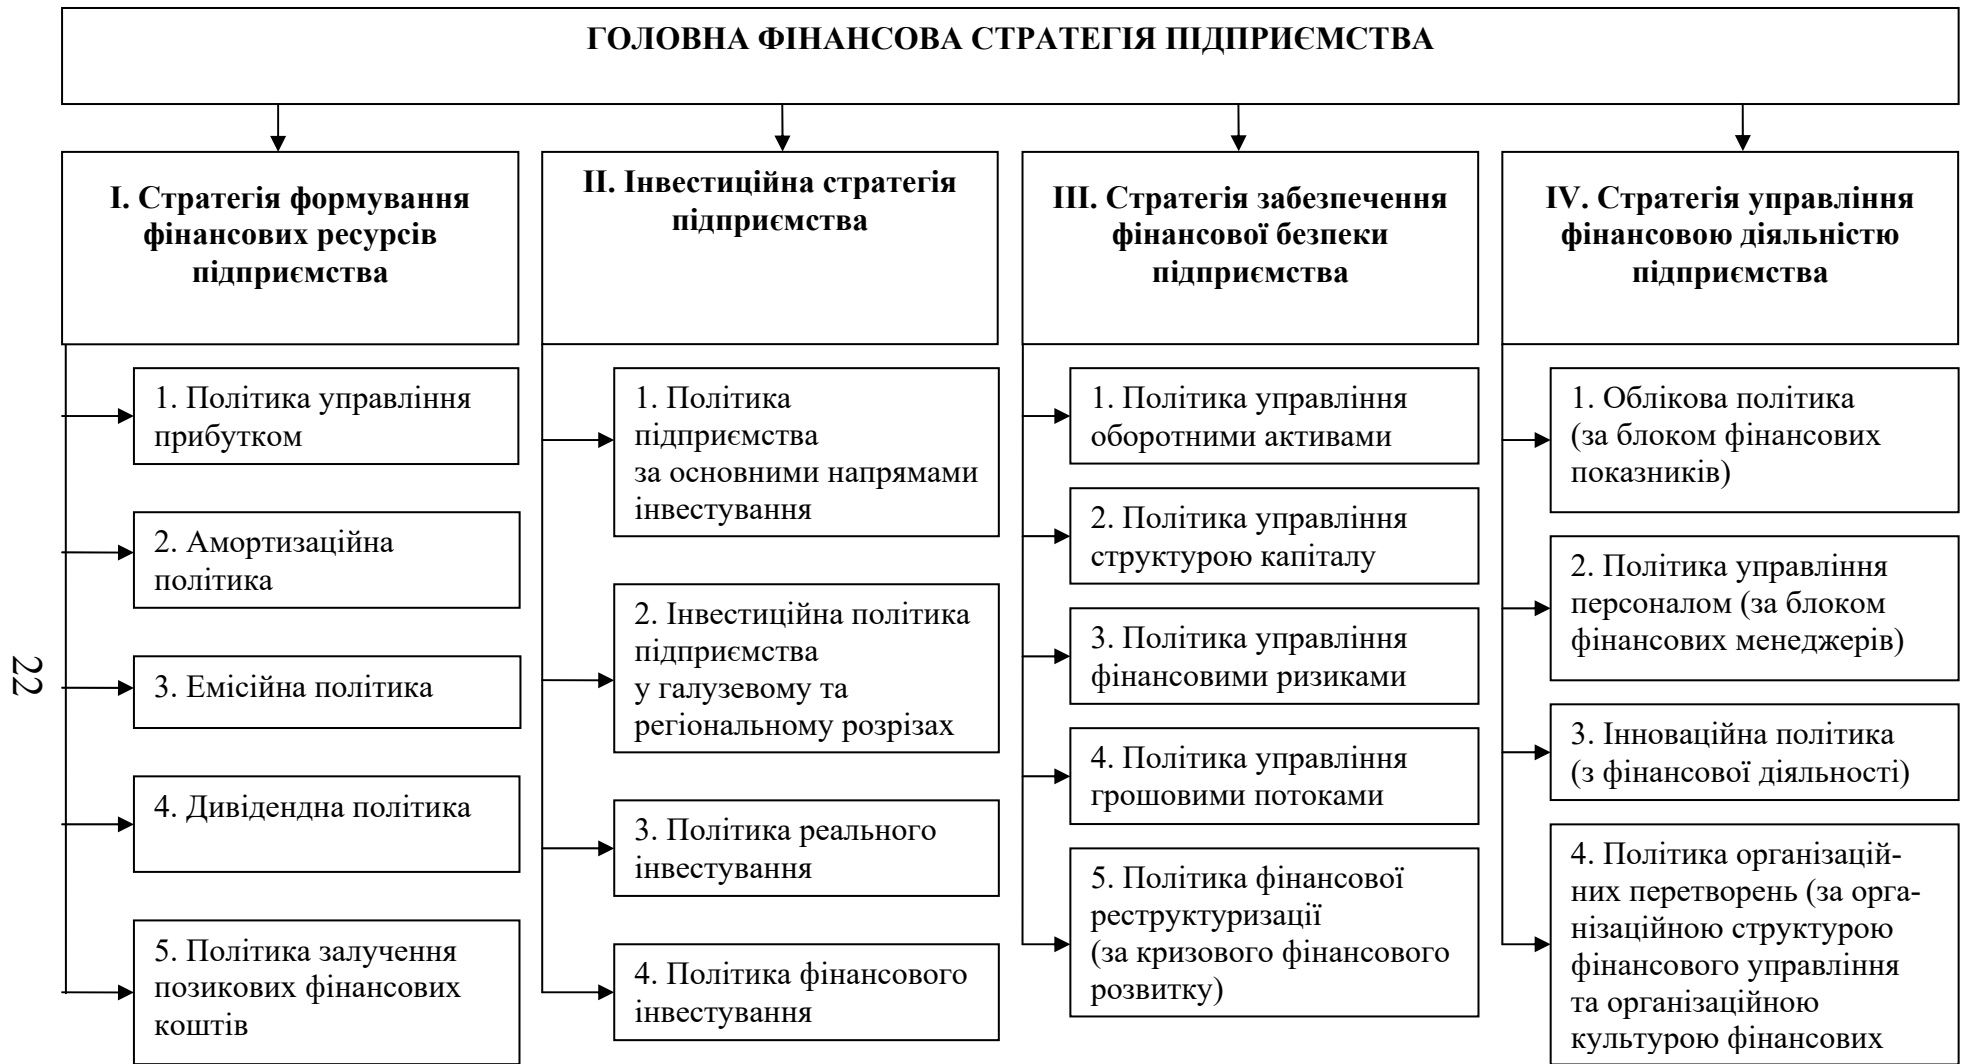 ГОЛОВНА ФІНАНСОВА СТРАТЕГІЯ ПІДПРИЄМСТВА
І. Стратегія формування
фінансових ресурсів
підприємства
1. Політика управління
прибутком
2. Амортизаційна
політика
3. Емісійна політика
4. Дивідендна політика
5. Політика залучення
позикових фінансових
коштів
ІІ. Інвестиційна стратегія
підприємства
1. Політика
підприємства
за основними напрямами
інвестування
2. Інвестиційна політика
підприємства
у галузевому та
регіональному розрізах
3. Політика реального
інвестування
4. Політика фінансового
інвестування
ІІІ. Стратегія забезпечення
фінансової безпеки
підприємства
1. Політика управління
оборотними активами
2. Політика управління
структурою капіталу
3. Політика управління
фінансовими ризиками
4. Політика управління
грошовими потоками
5. Політика фінансової
реструктуризації
(за кризового фінансового
розвитку)
IV. Стратегія управління
фінансовою діяльністю
підприємства
1. Облікова політика
(за блоком фінансових
показників)
2. Політика управління
персоналом (за блоком
фінансових менеджерів)
3. Інноваційна політика
(з фінансової діяльності)
4. Політика організацій-
них перетворень (за орга-
нізаційною структурою
фінансового управління
та організаційною
культурою фінансових
22